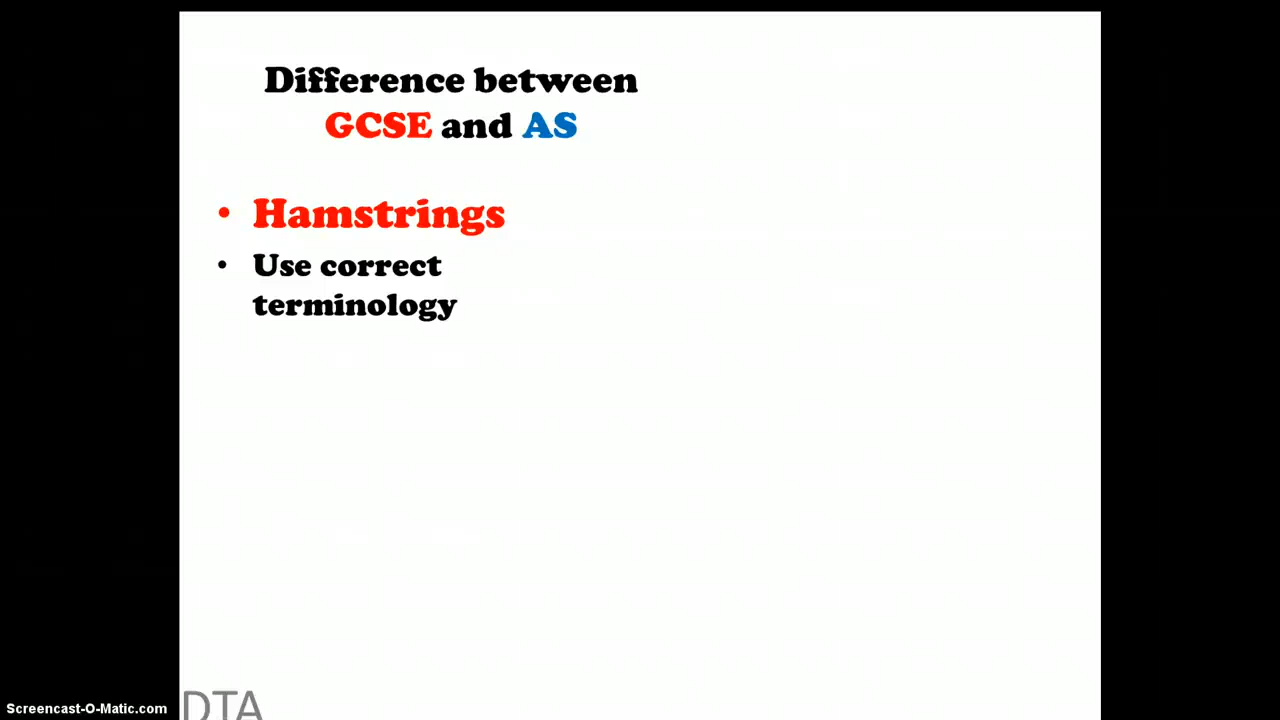 Difference between
GCSE and AS
• Hamstrings
• Use correct
terminology
DTA
Screencast-O-Matic.com